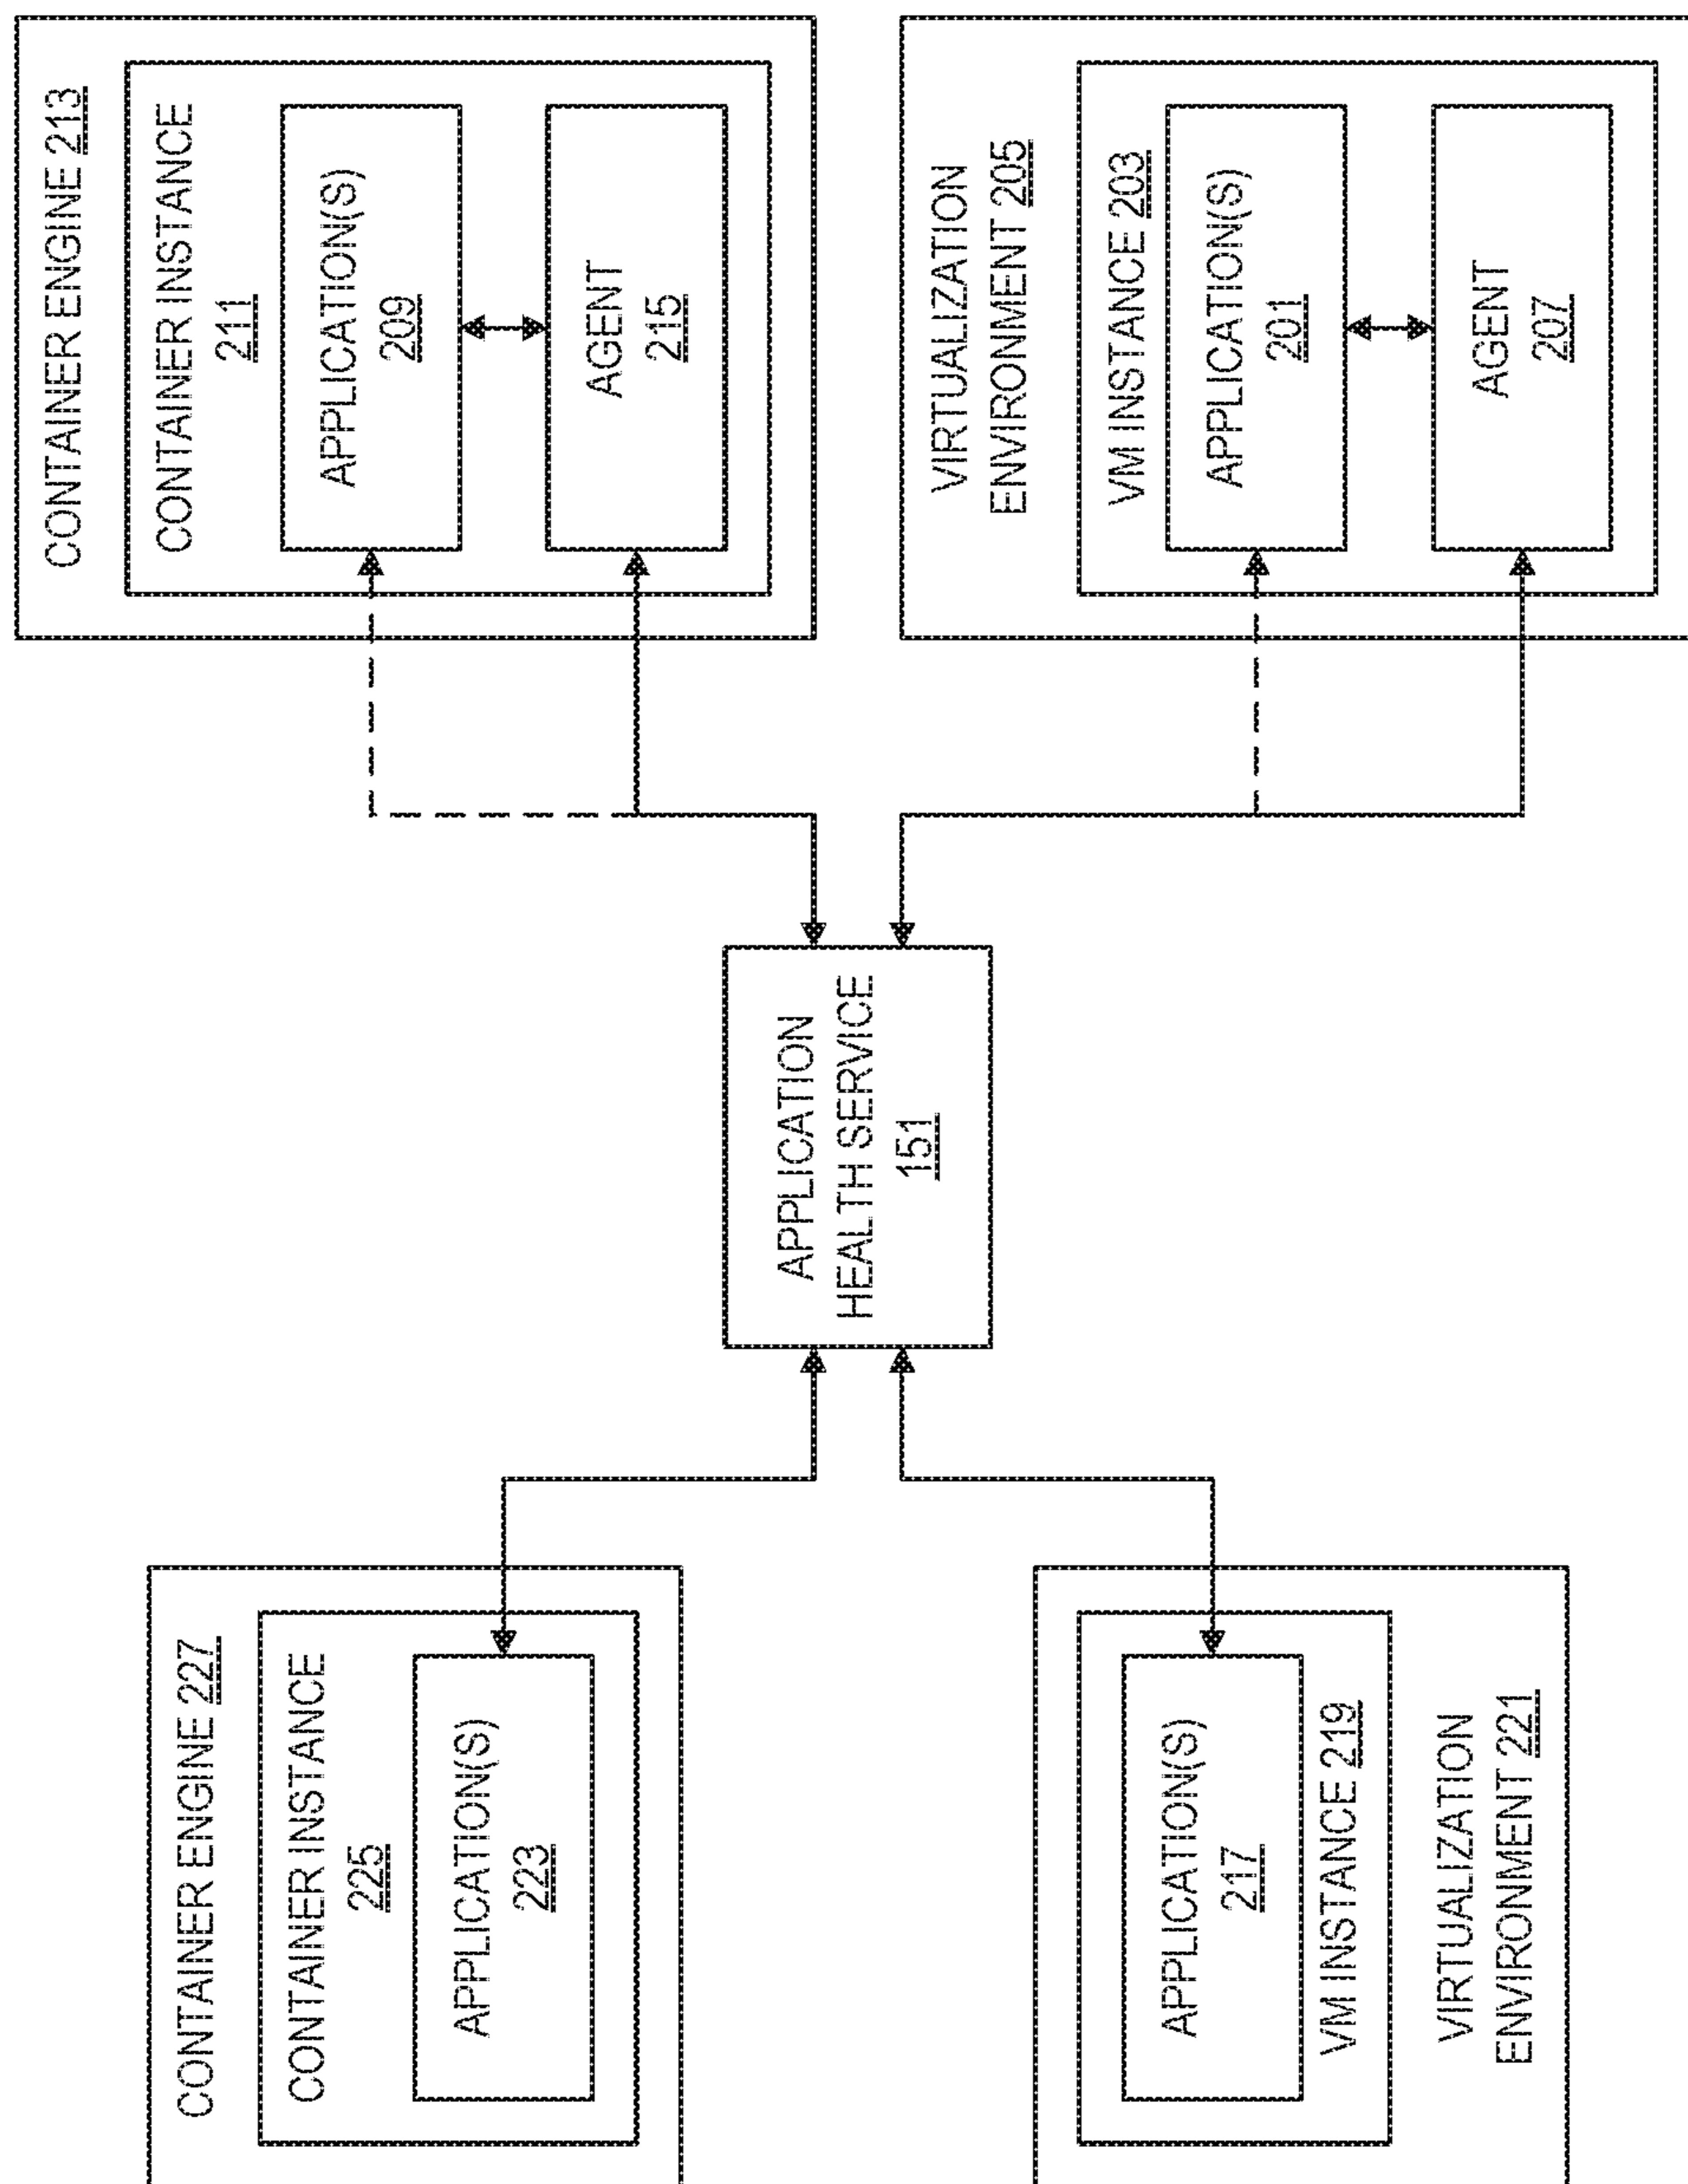 CONTAINER ENGINE 227
CONTAINER INSTANCE
225
APPLICATION(S)
223
APPLICATION(S)
217
VM INSTANCE 219
VIRTUALIZATION
ENVIRONMENT 221
APPLICATION
HEALTH SERVICE
151
CONTAINER ENGINE 213
CONTAINER INSTANCE
211
APPLICATION(S)
209
AGENT
215
VIRTUALIZATION
ENVIRONMENT 205
VM INSTANCE 203
APPLICATION(S)
201
AGENT
207